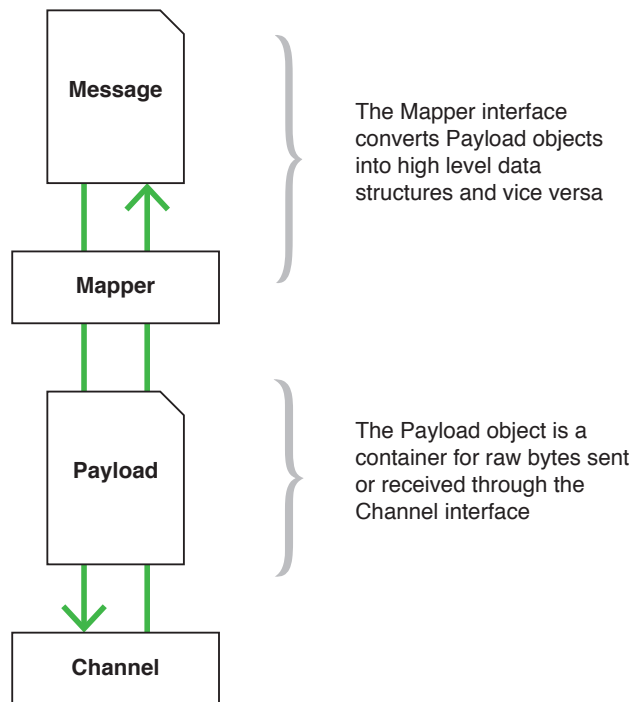 Message
The Mapper interface
converts Payload objects
into high level data
structures and vice versa
Mapper
Payload
The Payload object is a
container for raw bytes sent
or received through the
Channel interface
Channel